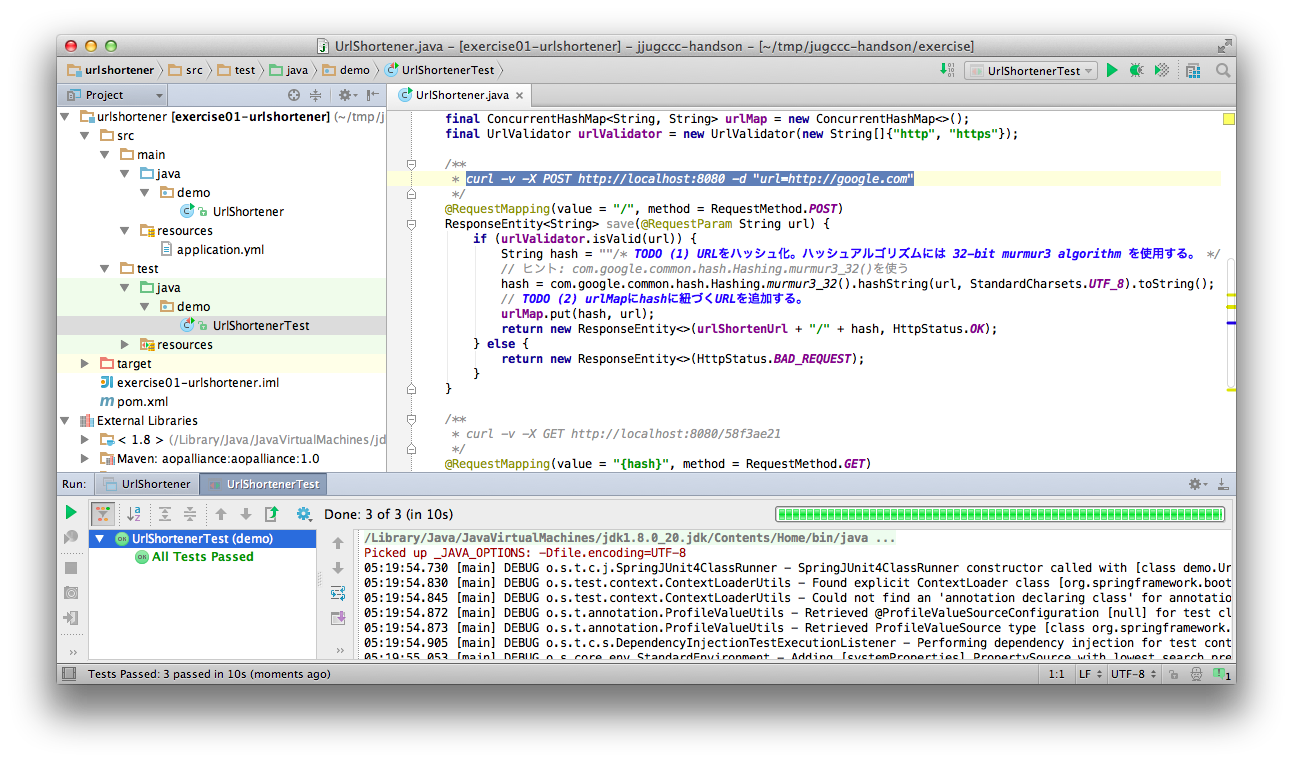 UrlShortener.java – [exercise01-urlshortener] – jjugccc-handson – [~/tmp/jugccc-handson/exercise]
urlshortener src test java demo UrlShortenerTest
UrlShortenerTest
Project
UrlShortener.java
urlshortener [exercise01-urlshortener] (~/tmp/j
src
main
java
demo
UrlShortener
resources
application.yml
test
java
demo
UrlShortenerTest
resources
target
exercise01-urlshortener.iml
pom.xml
External Libraries
< 1.8 > (/Library/Java/JavaVirtualMachines/jd
Maven: aopalliance:aopalliance:1.0
final ConcurrentHashMap<String, String> urlMap = new ConcurrentHashMap<>();
final UrlValidator urlValidator = new UrlValidator(new String[]{"http", "https"});
/**
* curl -v -X POST http://localhost:8080 -d "url=http://google.com"
*/
@RequestMapping(value = "/", method = RequestMethod.POST)
ResponseEntity<String> save(@RequestParam String url) {
if (urlValidator.isValid(url)) {
String hash = ""/* TODO (1) URLをハッシュ化。ハッシュアルゴリズムには 32-bit murmur3 algorithm を使用する。 */
// ヒント: com.google.common.hash.Hashing.murmur3_32()を使う
hash = com.google.common.hash.Hashing.murmur3_32().hashString(url, StandardCharsets.UTF_8).toString();
// TODO (2) urlMapにhashに紐づくURLを追加する。
urlMap.put(hash, url);
return new ResponseEntity<>(urlShortenUrl + "/" + hash, HttpStatus.OK);
} else {
return new ResponseEntity<>(HttpStatus.BAD_REQUEST);
}
}
/**
* curl -v -X GET http://localhost:8080/58f3ae21
*/
@RequestMapping(value = "{hash}", method = RequestMethod.GET)
Run: UrlShortener UrlShortenerTest
Done: 3 of 3 (in 10s)
UrlShortenerTest (demo)
OK All Tests Passed
/Library/Java/JavaVirtualMachines/jdk1.8.0_20.jdk/Contents/Home/bin/java ...
Picked up _JAVA_OPTIONS: -Dfile.encoding=UTF-8
05:19:54.730 [main] DEBUG o.s.t.c.j.SpringJUnit4ClassRunner - SpringJUnit4ClassRunner constructor called with [class demo.Ur
05:19:54.830 [main] DEBUG o.s.test.context.ContextLoaderUtils - Found explicit ContextLoader class [org.springframework.boot
05:19:54.845 [main] DEBUG o.s.test.context.ContextLoaderUtils - Could not find an 'annotation declaring class' for annotatio
05:19:54.872 [main] DEBUG o.s.t.annotation.ProfileValueUtils - Retrieved @ProfileValueSourceConfiguration [null] for test cl
05:19:54.873 [main] DEBUG o.s.t.annotation.ProfileValueUtils - Retrieved ProfileValueSource type [class org.springframework.
05:19:54.905 [main] DEBUG o.s.t.c.s.DependencyInjectionTestExecutionListener - Performing dependency injection for test cont
05:19:55.053 [main] DEBUG o.s.core.env.StandardEnvironment - Adding [systemProperties] PropertySource with lowest search pre
Tests Passed: 3 passed in 10s (moments ago)
1:1 LF UTF-8 1